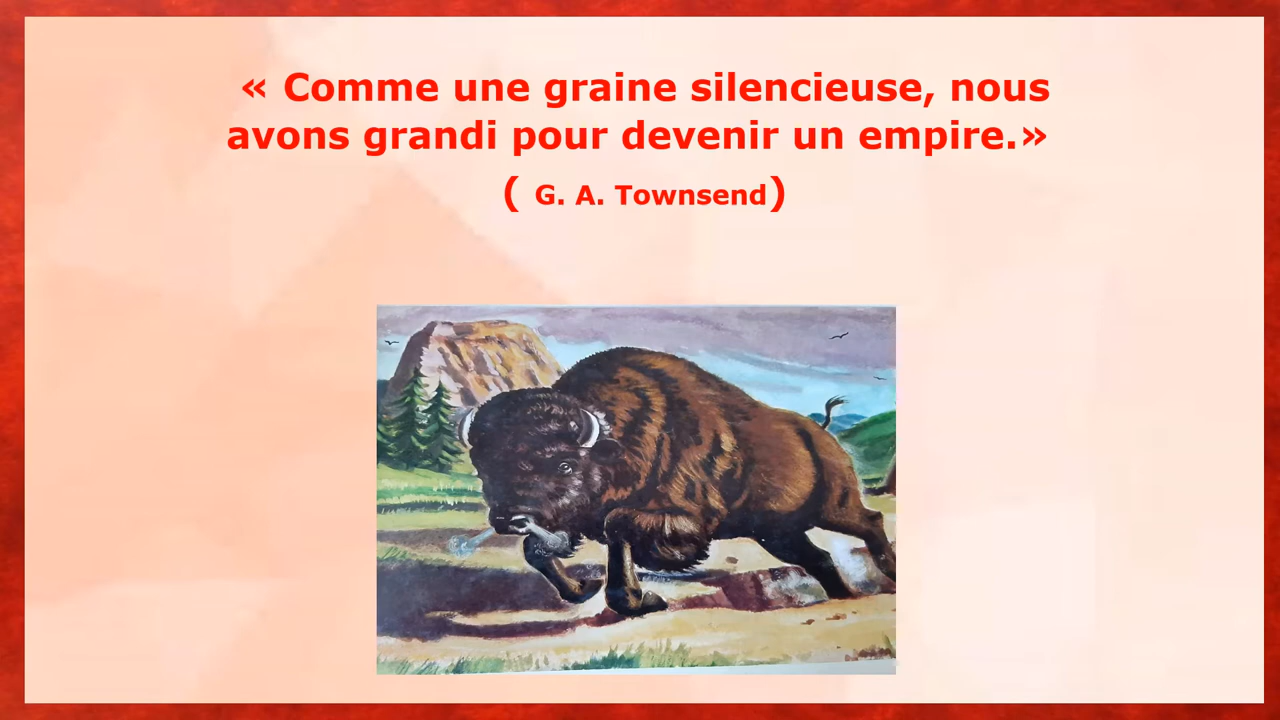 « Comme une graine silencieuse, nous
avons grandi pour devenir un empire.»
( G. A. Townsend)